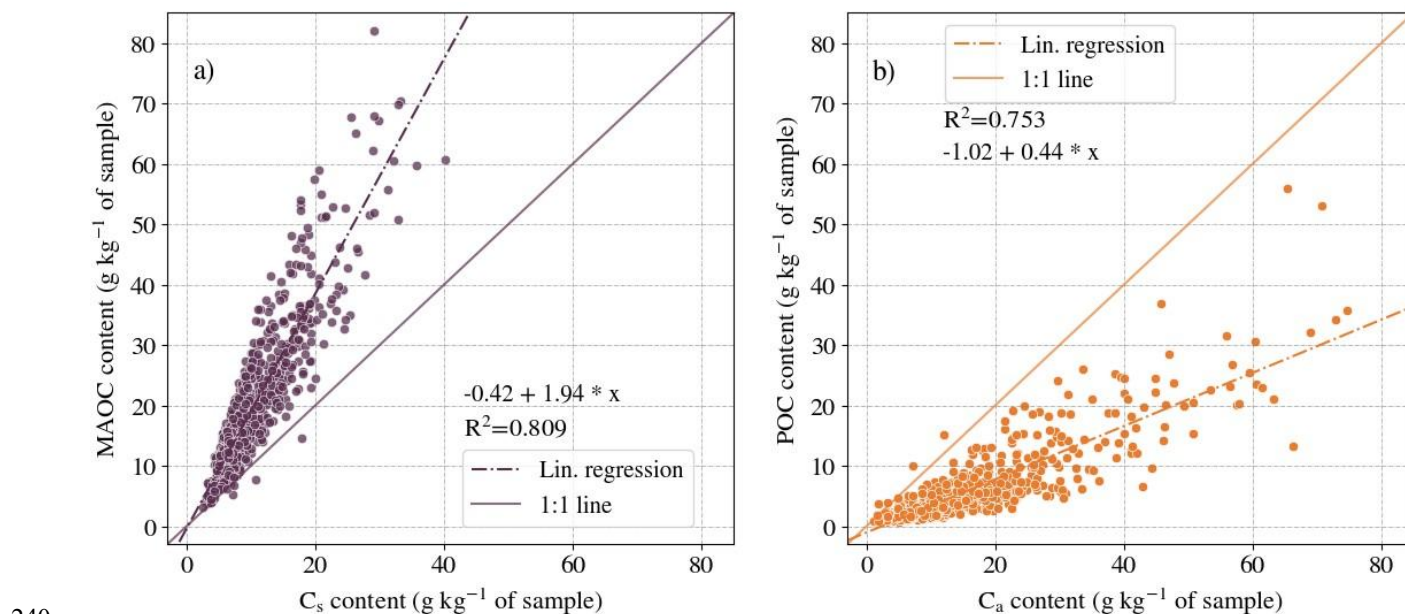 a)
80
70
60
50
40
30
20
10
0
MAOC content (g kg⁻¹ of sample)
-0.42 + 1.94 * x
R²=0.809
Lin. regression
1:1 line
0 20 40 60 80
Cₛ content (g kg⁻¹ of sample)
b)
Lin. regression
1:1 line
R²=0.753
-1.02 + 0.44 * x
80
70
60
50
40
30
20
10
0
POC content (g kg⁻¹ of sample)
0 20 40 60 80
Cₐ content (g kg⁻¹ of sample)